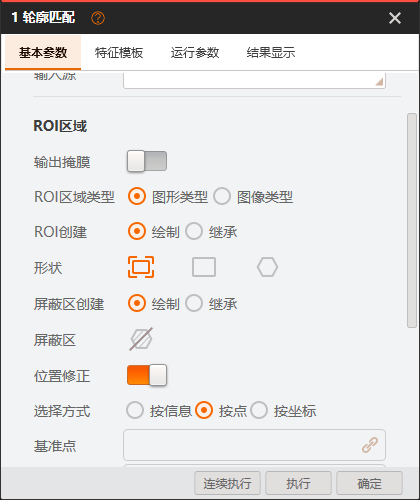 1 轮廓匹配
基本参数 特征模板 运行参数 结果显示
输入源
ROI区域
输出掩膜
ROI区域类型 图形类型 图像类型
ROI创建 绘制 继承
形状
屏蔽区创建 绘制 继承
屏蔽区
位置修正
选择方式 按信息 按点 按坐标
基准点
连续执行 执行 确定